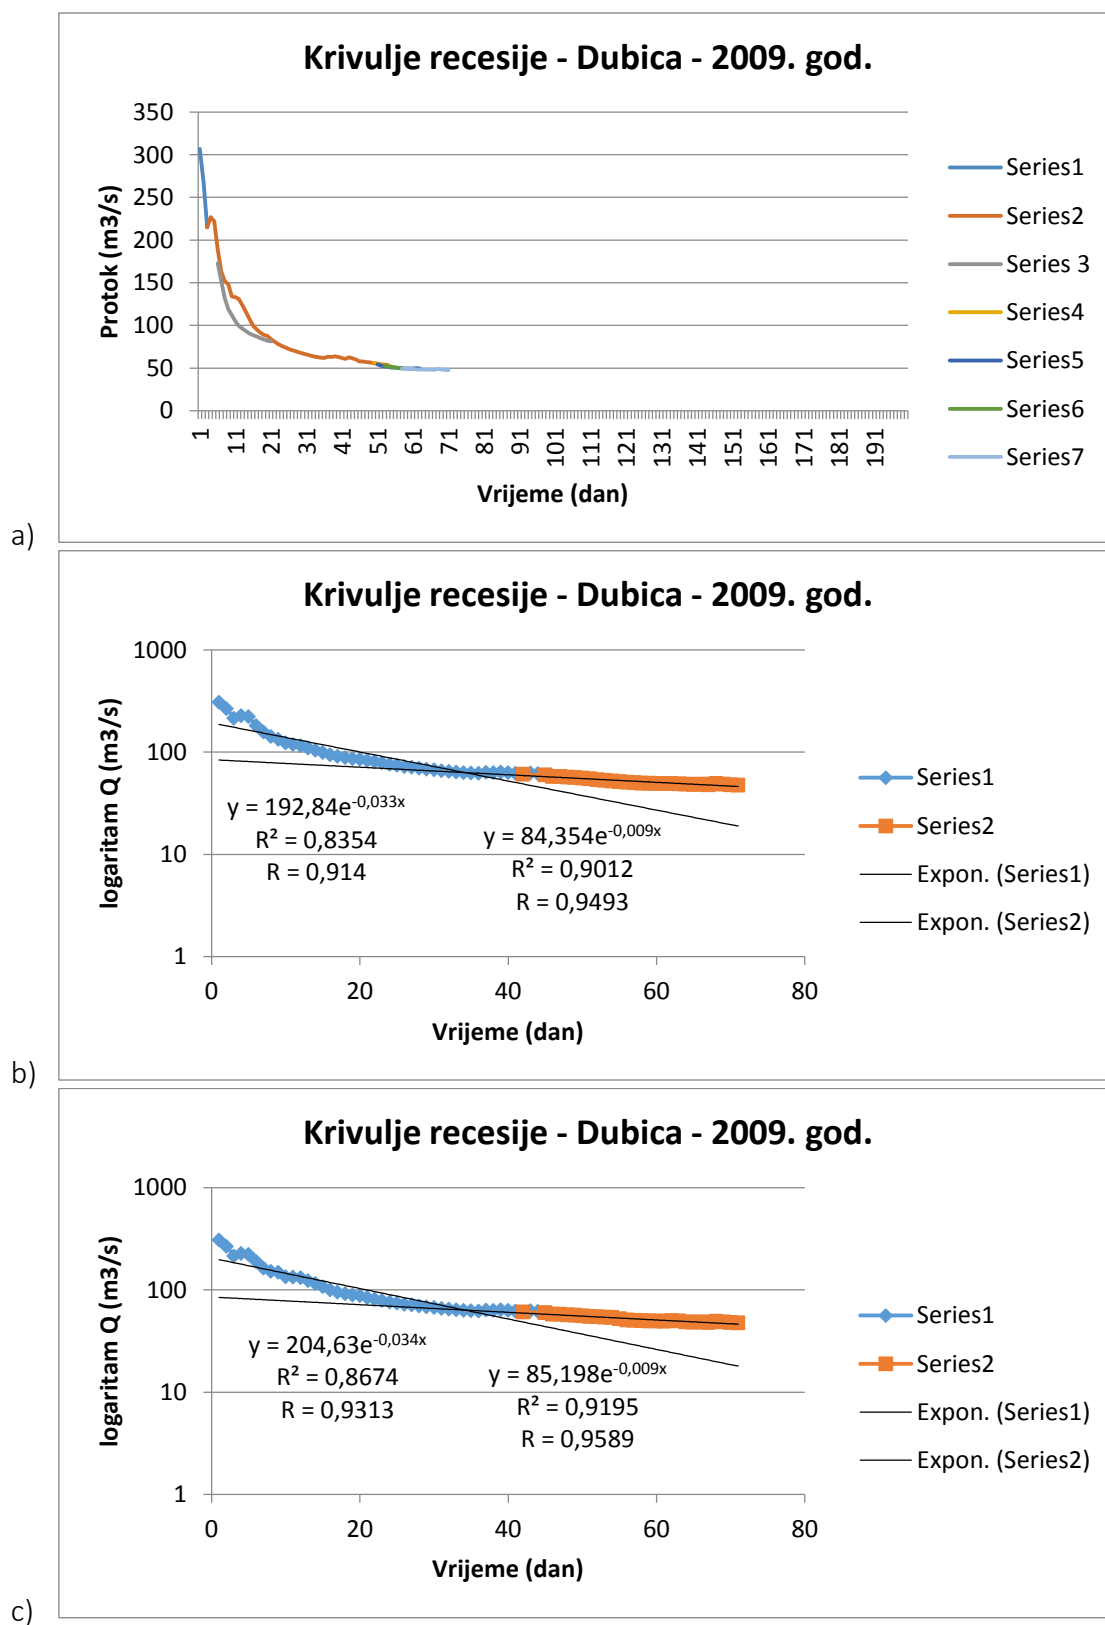 Krivulje recesije - Dubica - 2009. god.
Protok (m3/s)
350
300
250
200
150
100
50
0
1 11 21 31 41 51 61 71 81 91 101 111 121 131 141 151 161 171 181 191
Vrijeme (dan)
Series1
Series2
Series 3
Series4
Series5
Series6
Series7
a)
Krivulje recesije - Dubica - 2009. god.
logaritam Q (m3/s)
1000
100
10
1
y = 192,84e^-0,033x
R² = 0,8354
R = 0,914
y = 84,354e^-0,009x
R² = 0,9012
R = 0,9493
0 20 40 60 80
Vrijeme (dan)
Series1
Series2
Expon. (Series1)
Expon. (Series2)
b)
Krivulje recesije - Dubica - 2009. god.
logaritam Q (m3/s)
1000
100
10
1
y = 204,63e^-0,034x
R² = 0,8674
R = 0,9313
y = 85,198e^-0,009x
R² = 0,9195
R = 0,9589
0 20 40 60 80
Vrijeme (dan)
Series1
Series2
Expon. (Series1)
Expon. (Series2)
c)